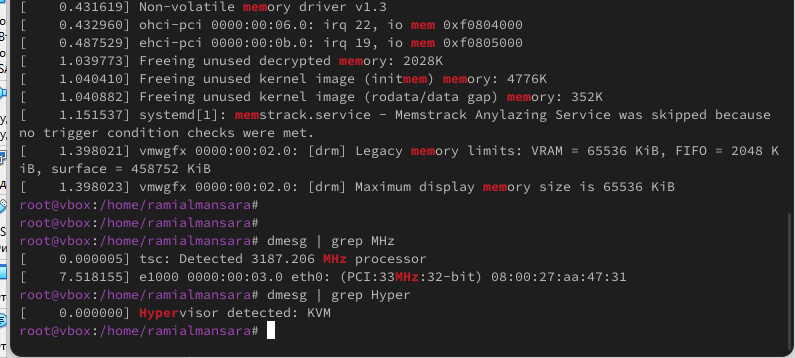 [    0.431619] Non-volatile memory driver v1.3
[    0.432960] ohci-pci 0000:00:06.0: irq 22, io mem 0xf0804000
[    0.487529] ehci-pci 0000:00:0b.0: irq 19, io mem 0xf0805000
[    1.039773] Freeing unused decrypted memory: 2028K
[    1.040410] Freeing unused kernel image (initmem) memory: 4776K
[    1.040882] Freeing unused kernel image (rodata/data gap) memory: 352K
[    1.151537] systemd[1]: memstrack.service - Memstrack Anylazing Service was skipped because
no trigger condition checks were met.
[    1.398021] vmwgfx 0000:00:02.0: [drm] Legacy memory limits: VRAM = 65536 KiB, FIFO = 2048 K
iB, surface = 458752 KiB
[    1.398023] vmwgfx 0000:00:02.0: [drm] Maximum display memory size is 65536 KiB
root@vbox:/home/ramialmansara#
root@vbox:/home/ramialmansara#
root@vbox:/home/ramialmansara# dmesg | grep MHz
[    0.000005] tsc: Detected 3187.206 MHz processor
[    7.518155] e1000 0000:00:03.0 eth0: (PCI:33MHz:32-bit) 08:00:27:aa:47:31
root@vbox:/home/ramialmansara# dmesg | grep Hyper
[    0.000000] Hypervisor detected: KVM
root@vbox:/home/ramialmansara#